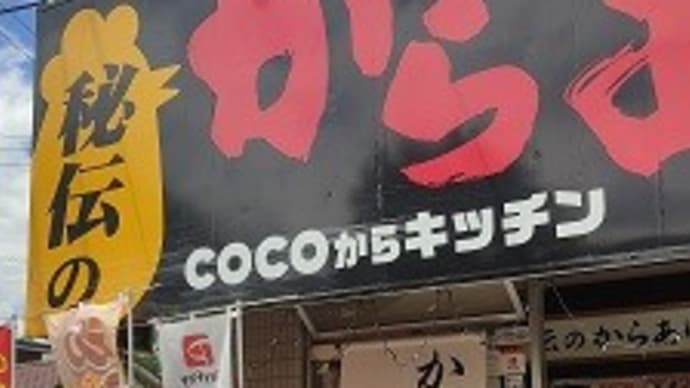 秘伝の
から
COCOからキッチン
か
伝のからあ